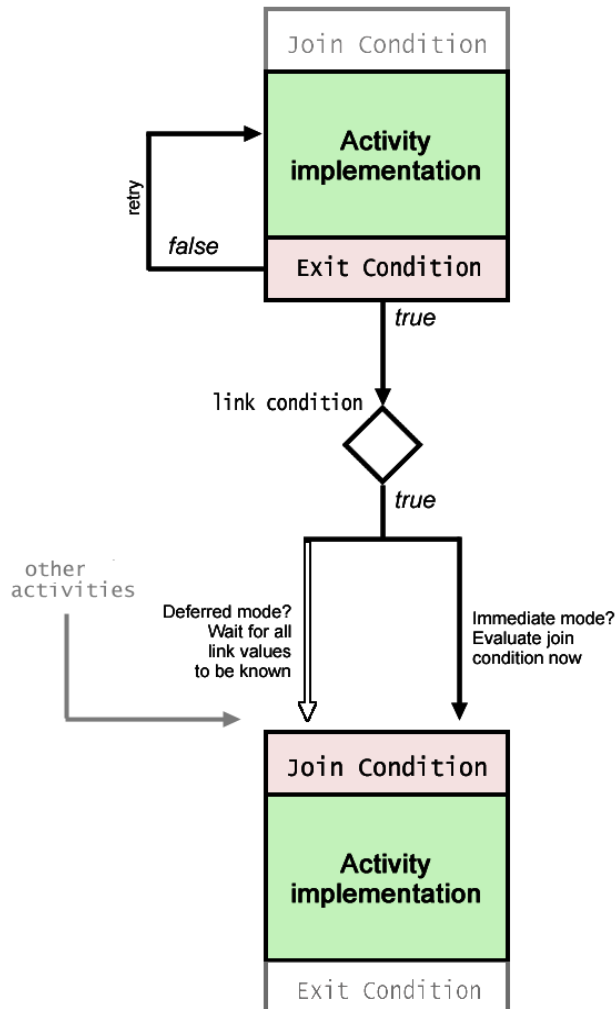 Join Condition
Activity
implementation
retry
false
Exit Condition
true
link condition
true
other
activities
Deferred mode?
Wait for all
link values
to be known
Immediate mode?
Evaluate join
condition now
Join Condition
Activity
implementation
Exit Condition